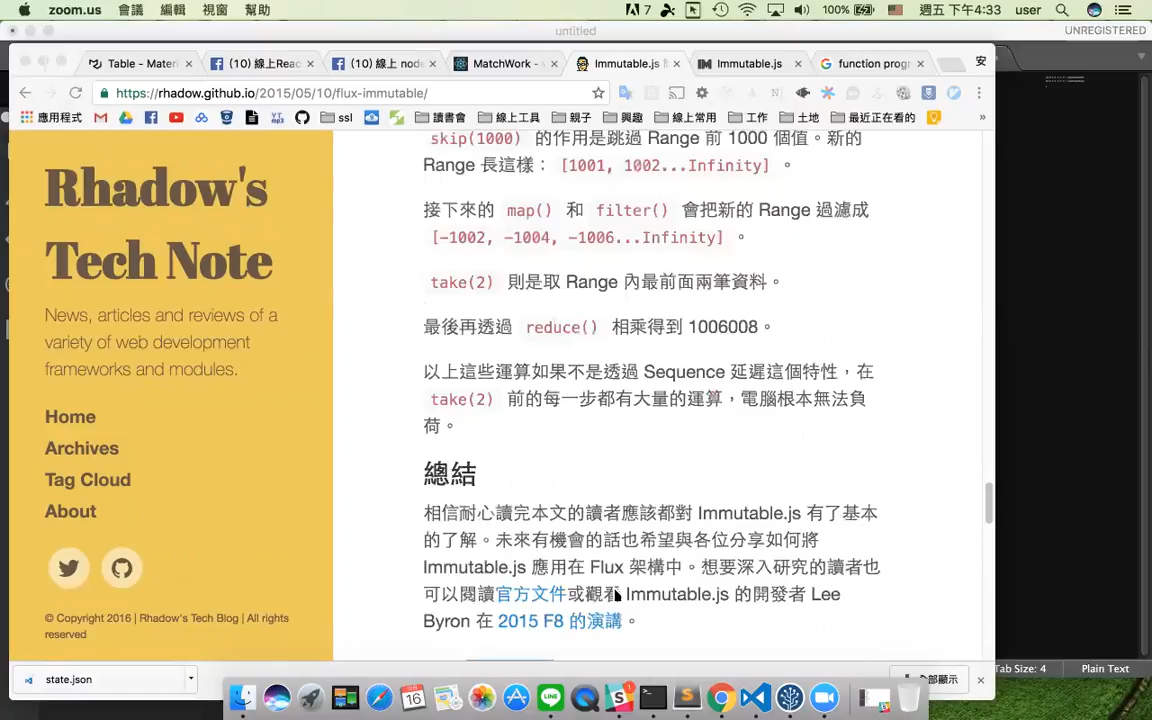 zoom.us 會議 編輯 視窗 幫助 7 100% 週五 下午4:33 user
untitled UNREGISTERED
Table - Materi (10) 線上Reac (10) 線上 node MatchWork - Immutable.js Immutable.js function prog 安
https://rhadow.github.io/2015/05/10/flux-immutable/
應用程式 ssl 讀書會 線上工具 親子 興趣 線上常用 工作 土地 最近正在看的 »
Rhadow's
Tech Note
News, articles and reviews of a
variety of web development
frameworks and modules.
Home
Archives
Tag Cloud
About
© Copyright 2016 | Rhadow's Tech Blog | All rights
reserved
skip(1000) 的作用是跳過 Range 前 1000 個值。新的
Range 長這樣： [1001, 1002...Infinity] 。
接下來的 map() 和 filter() 會把新的 Range 過濾成
[-1002, -1004, -1006...Infinity] 。
take(2) 則是取 Range 內最前面兩筆資料。
最後再透過 reduce() 相乘得到 1006008。
以上這些運算如果不是透過 Sequence 延遲這個特性，在
take(2) 前的每一步都有大量的運算，電腦根本無法負
荷。
總結
相信耐心讀完本文的讀者應該都對 Immutable.js 有了基本
的了解。未來有機會的話也希望與各位分享如何將
Immutable.js 應用在 Flux 架構中。想要深入研究的讀者也
可以閱讀官方文件或觀看 Immutable.js 的開發者 Lee
Byron 在 2015 F8 的演講。
state.json 全部顯示
Tab Size: 4 Plain Text